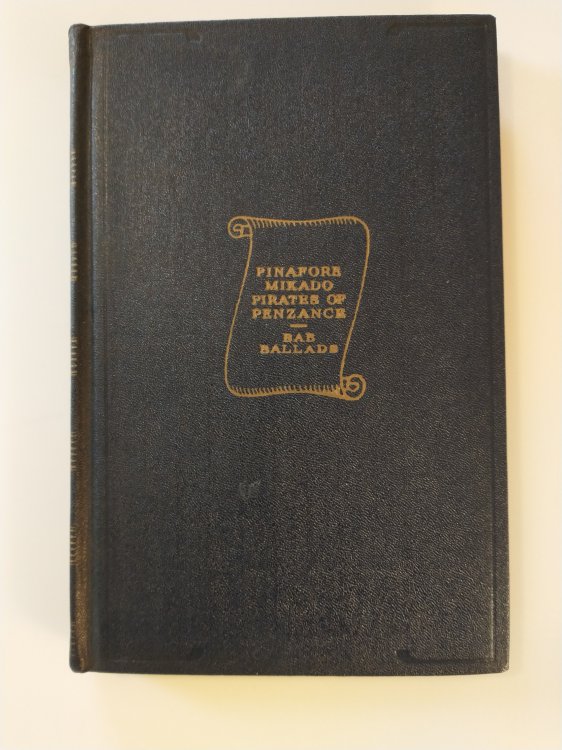 PINAFORE
MIKADO
PIRATES OF
PENZANCE
BAB
BALLADS